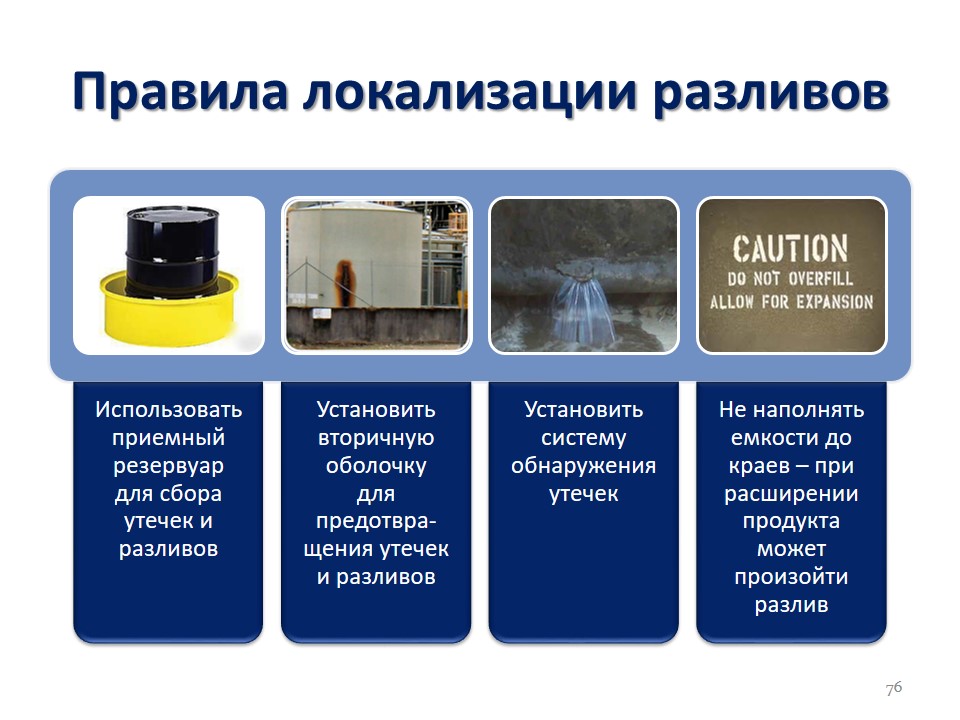 Правила локализации разливов
CAUTION
DO NOT OVERFILL
ALLOW FOR EXPANSION
Использовать
приемный
резервуар
для сбора
утечек и
разливов
Установить
вторичную
оболочку
для
предотвра-
щения утечек
и разливов
Установить
систему
обнаружения
утечек
Не наполнять
емкости до
краев – при
расширении
продукта
может
произойти
разлив
76